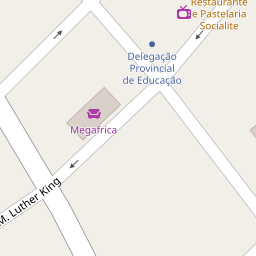 Restaurante
e Pastelaria
Socialite
Delegação
Provincial
de Educação
Megafrica
M. Luther King